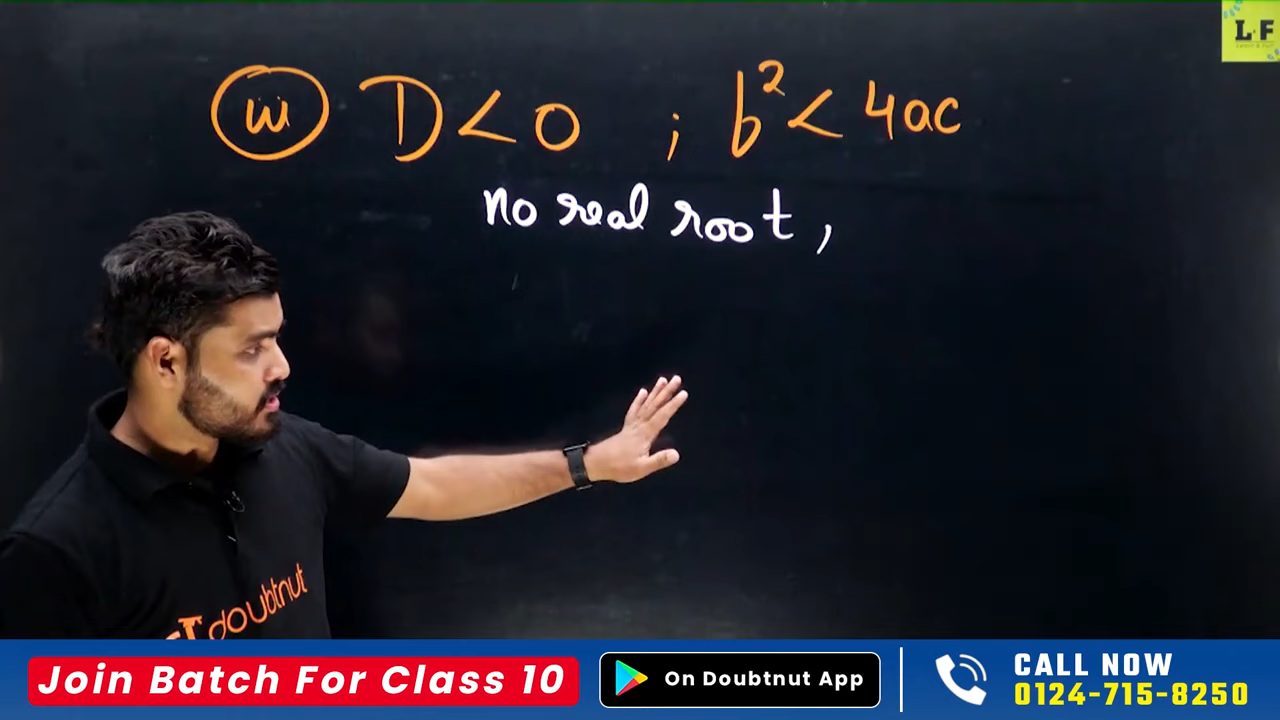 iii D < 0 ; b² < 4ac
no real root,
L F
doubtnut
Join Batch For Class 10
On Doubtnut App
CALL NOW
0124-715-8250